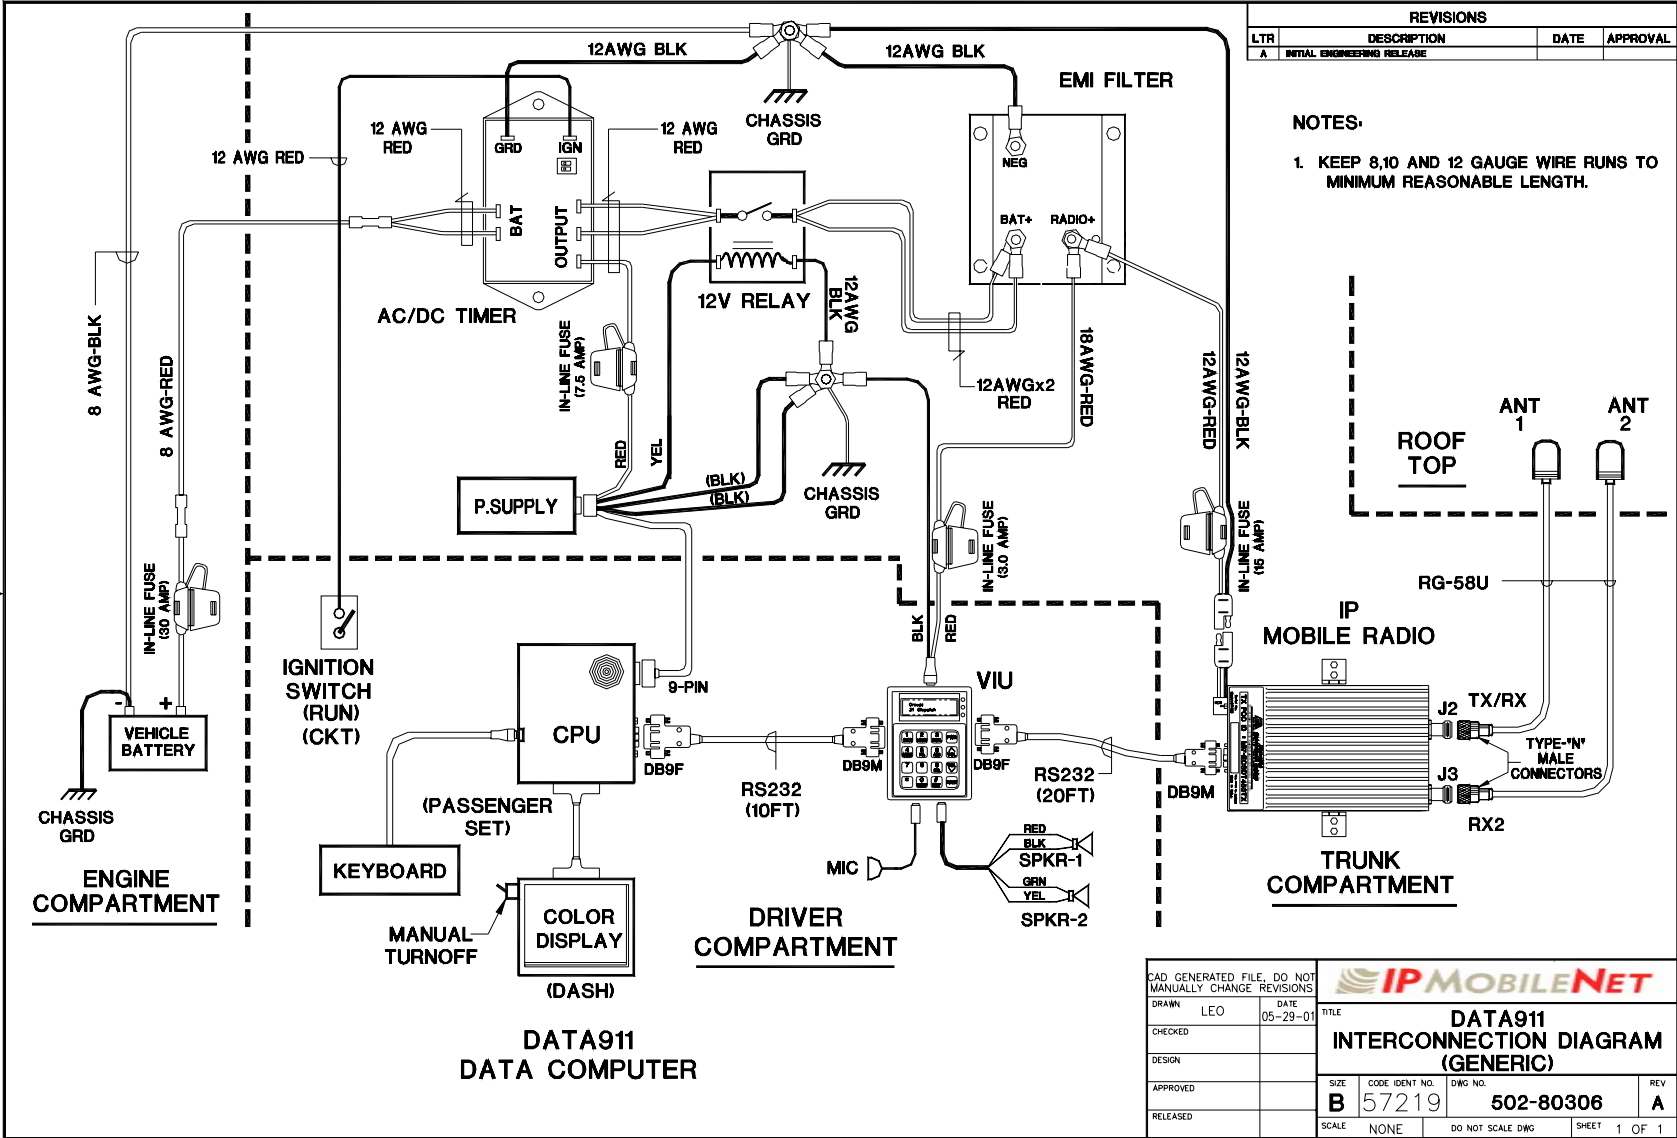 REVISIONS
LTR DESCRIPTION DATE APPROVAL
A INITIAL ENGINEERING RELEASE
NOTES:
1. KEEP 8,10 AND 12 GAUGE WIRE RUNS TO
MINIMUM REASONABLE LENGTH.
12AWG BLK
12AWG BLK
CHASSIS
GRD
EMI FILTER
12 AWG
RED
12 AWG
RED
12 AWG RED
GRD IGN
BAT
OUTPUT
NEG
BAT+ RADIO+
AC/DC TIMER
12V RELAY
12AWG
BLK
8 AWG-BLK
8 AWG-RED
IN-LINE FUSE
(7.5 AMP)
RED
YEL
12AWGx2
RED
18AWG-RED
12AWG-RED
12AWG-BLK
ANT
1
ANT
2
ROOF
TOP
P.SUPPLY
(BLK)
(BLK)
CHASSIS
GRD
IN-LINE FUSE
(3.0 AMP)
IN-LINE FUSE
(15 AMP)
IN-LINE FUSE
(30 AMP)
RG-58U
BLK
RED
IP
MOBILE RADIO
IGNITION
SWITCH
(RUN)
(CKT)
- +
VEHICLE
BATTERY
CHASSIS
GRD
ENGINE
COMPARTMENT
9-PIN
CPU
(PASSENGER
SET)
DB9F
RS232
(10FT)
DB9M
VIU
DB9F
RS232
(20FT)
DB9M
J2 TX/RX
TYPE-"N"
MALE
CONNECTORS
J3
RX2
KEYBOARD
MIC
RED
BLK
SPKR-1
GRN
YEL
SPKR-2
TRUNK
COMPARTMENT
MANUAL
TURNOFF
COLOR
DISPLAY
(DASH)
DRIVER
COMPARTMENT
DATA911
DATA COMPUTER
CAD GENERATED FILE, DO NOT
MANUALLY CHANGE REVISIONS
DRAWN LEO
DATE 05-29-01
CHECKED
DESIGN
APPROVED
RELEASED
IPMOBILENET
TITLE
DATA911
INTERCONNECTION DIAGRAM
(GENERIC)
SIZE B
CODE IDENT NO. 57219
DWG NO. 502-80306
REV A
SCALE NONE
DO NOT SCALE DWG
SHEET 1 OF 1